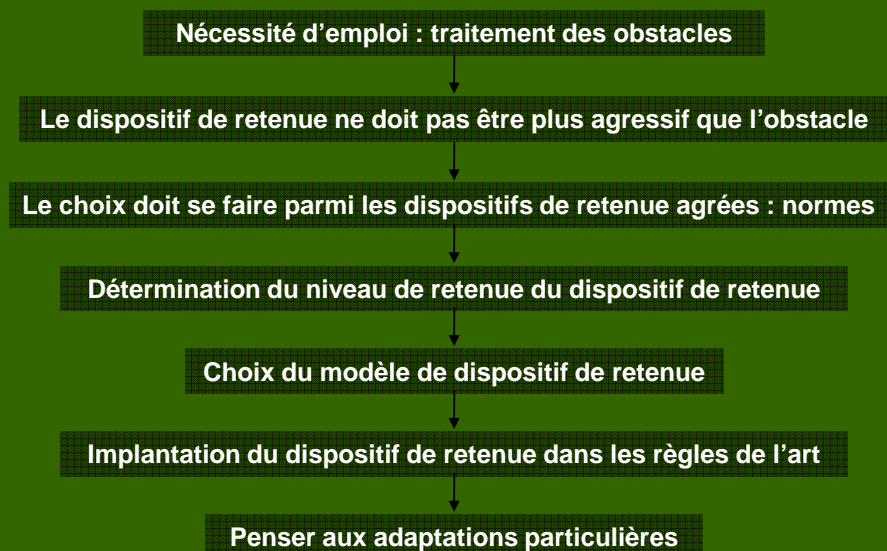 Nécessité d’emploi : traitement des obstacles
Le dispositif de retenue ne doit pas être plus agressif que l’obstacle
Le choix doit se faire parmi les dispositifs de retenue agrées : normes
Détermination du niveau de retenue du dispositif de retenue
Choix du modèle de dispositif de retenue
Implantation du dispositif de retenue dans les règles de l’art
Penser aux adaptations particulières